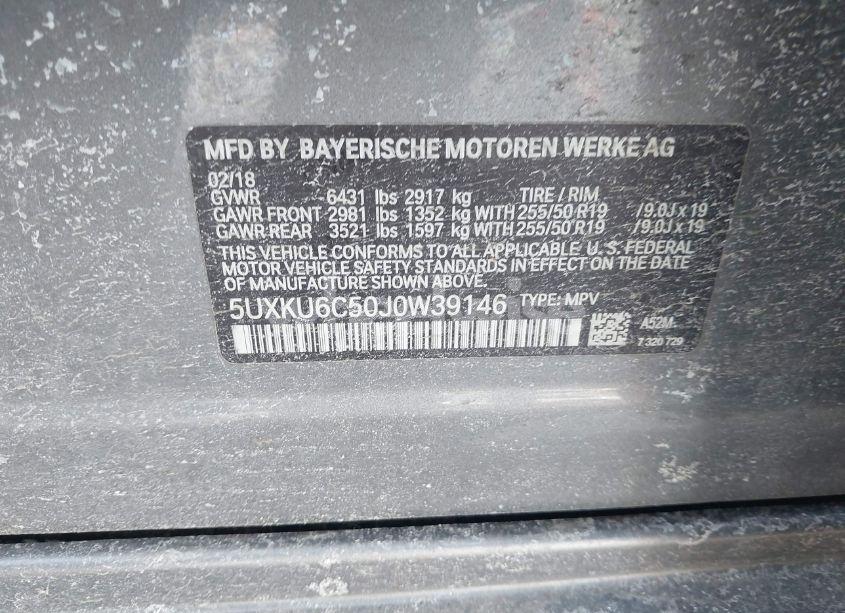 MFD BY BAYERISCHE MOTOREN WERKE AG
02/18
GVWR 6431 lbs 2917 kg TIRE / RIM
GAWR FRONT 2981 lbs 1352 kg WITH 255/50 R19 /9.0J x 19
GAWR REAR 3521 lbs 1597 kg WITH 255/50 R19 /9.0J x 19
THIS VEHICLE CONFORMS TO ALL APPLICABLE U. S. FEDERAL
MOTOR VEHICLE SAFETY STANDARDS IN EFFECT ON THE DATE
OF MANUFACTURE SHOWN ABOVE.
5UXKU6C50J0W39146 TYPE: MPV
A52M
7 320 729